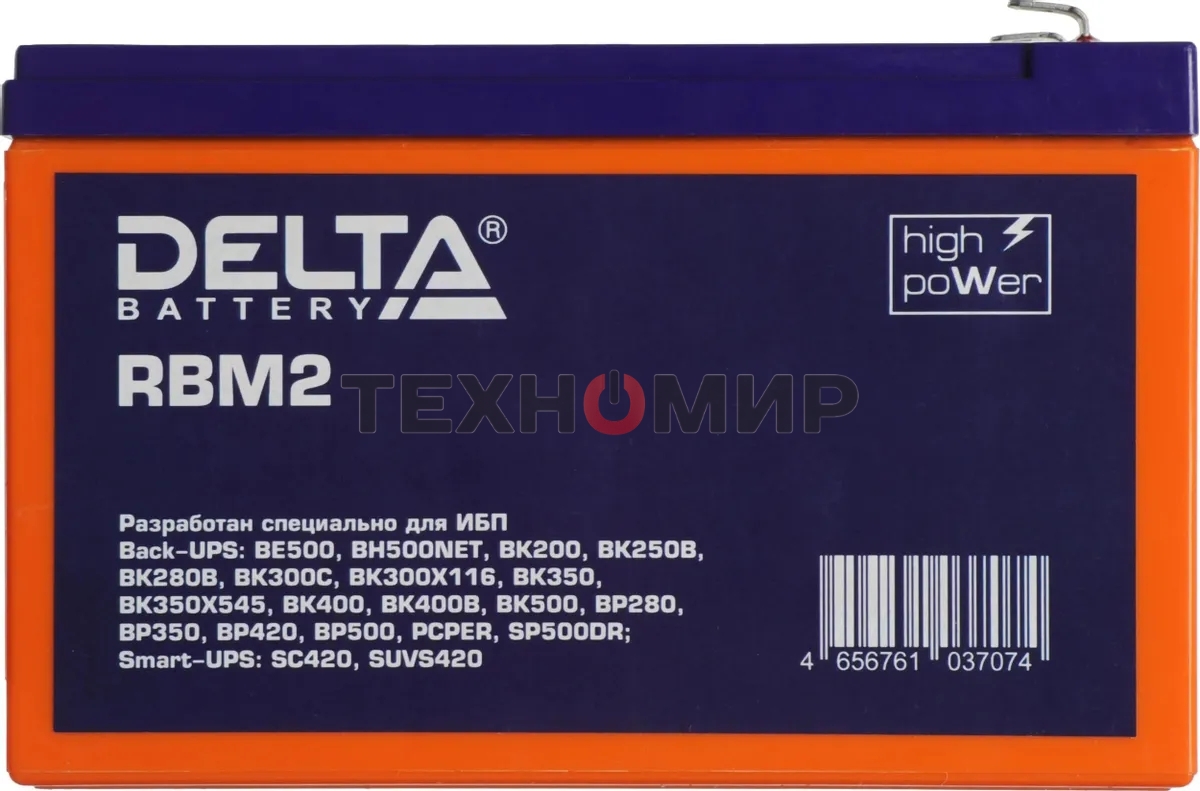 DELTA®
BATTERY
high
poWer
RBM2
ТЕХНОМИР
Разработан специально для ИБП
Back-UPS: BE500, BH500NET, BK200, BK250B,
BK280B, BK300C, BK300X116, BK350,
BK350X545, BK400, BK400B, BK500, BP280,
BP350, BP420, BP500, PCPER, SP500DR;
Smart-UPS: SC420, SUVS420
4 656761 037074